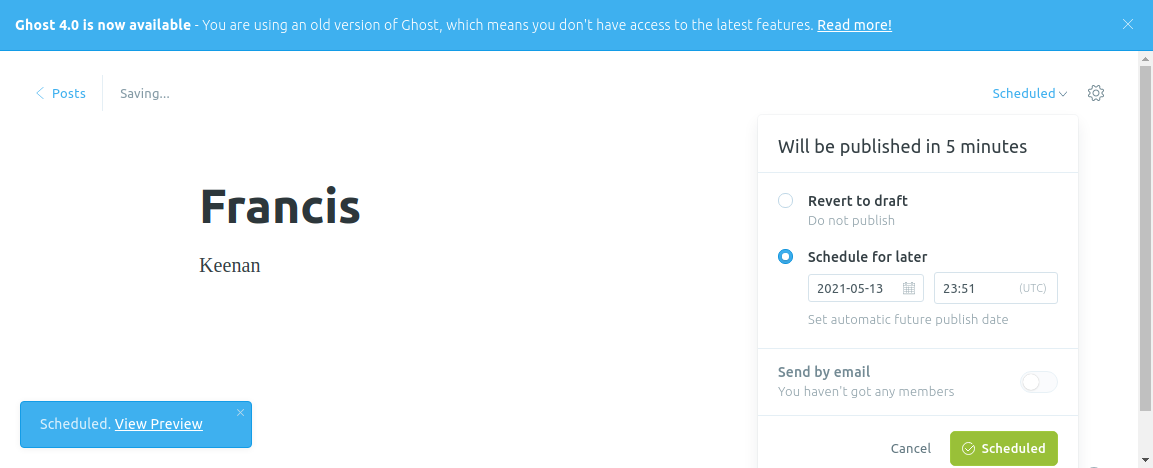 Ghost 4.0 is now available - You are using an old version of Ghost, which means you don't have access to the latest features. Read more!
Posts
Saving...
Scheduled
Will be published in 5 minutes
Francis
Keenan
Revert to draft
Do not publish
Schedule for later
2021-05-13
23:51
(UTC)
Set automatic future publish date
Send by email
You haven't got any members
Scheduled. View Preview
Cancel
Scheduled